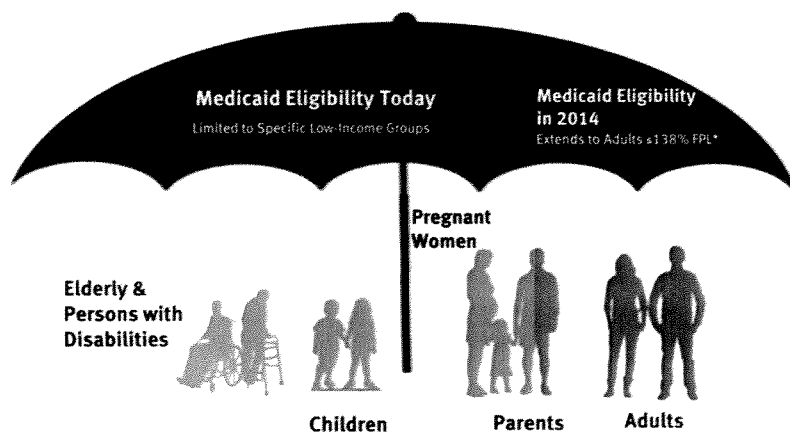 Medicaid Eligibility Today
Limited to Specific Low-Income Groups
Medicaid Eligibility
in 2014
Extends to Adults ≤138% FPL*
Pregnant
Women
Elderly &
Persons with
Disabilities
Children
Parents
Adults